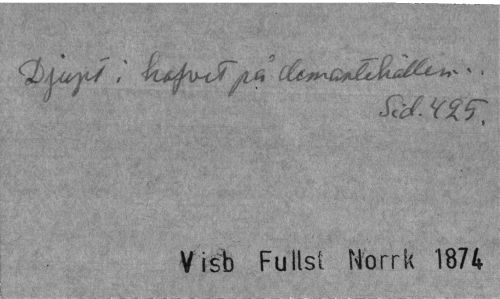 Djupt i hafvet på demantehällen..
Sid. 425.
Visb Fullst Norrk 1874